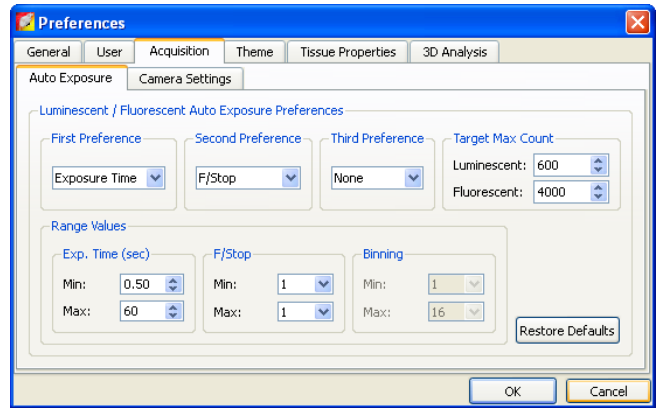 Preferences
General User Acquisition Theme Tissue Properties 3D Analysis
Auto Exposure Camera Settings
Luminescent / Fluorescent Auto Exposure Preferences
First Preference Second Preference Third Preference Target Max Count
Exposure Time F/Stop None Luminescent: 600
Fluorescent: 4000
Range Values
Exp. Time (sec) F/Stop Binning
Min: 0.50 Min: 1 Min: 1
Max: 60 Max: 1 Max: 16
Restore Defaults
OK Cancel